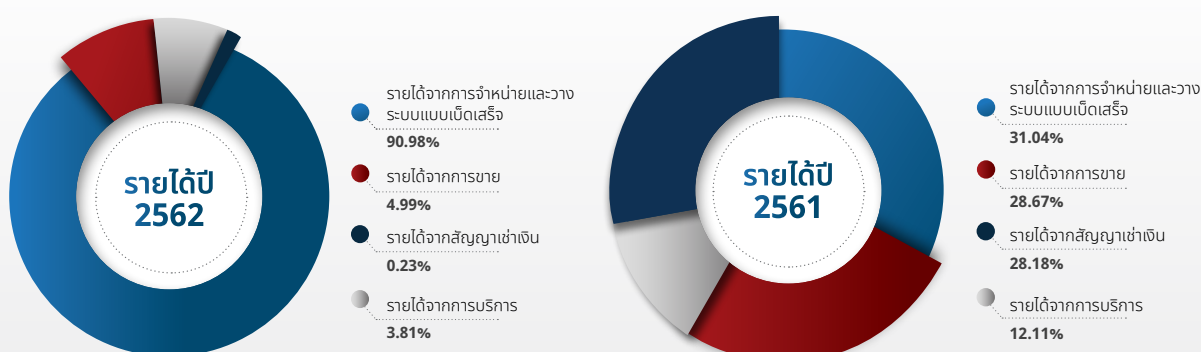 รายได้ปี
2562
รายได้จากการจำหน่ายและวาง
ระบบแบบเบ็ดเสร็จ
90.98%
รายได้จากการขาย
4.99%
รายได้จากสัญญาเช่าเงิน
0.23%
รายได้จากการบริการ
3.81%
รายได้ปี
2561
รายได้จากการจำหน่ายและวาง
ระบบแบบเบ็ดเสร็จ
31.04%
รายได้จากการขาย
28.67%
รายได้จากสัญญาเช่าเงิน
28.18%
รายได้จากการบริการ
12.11%